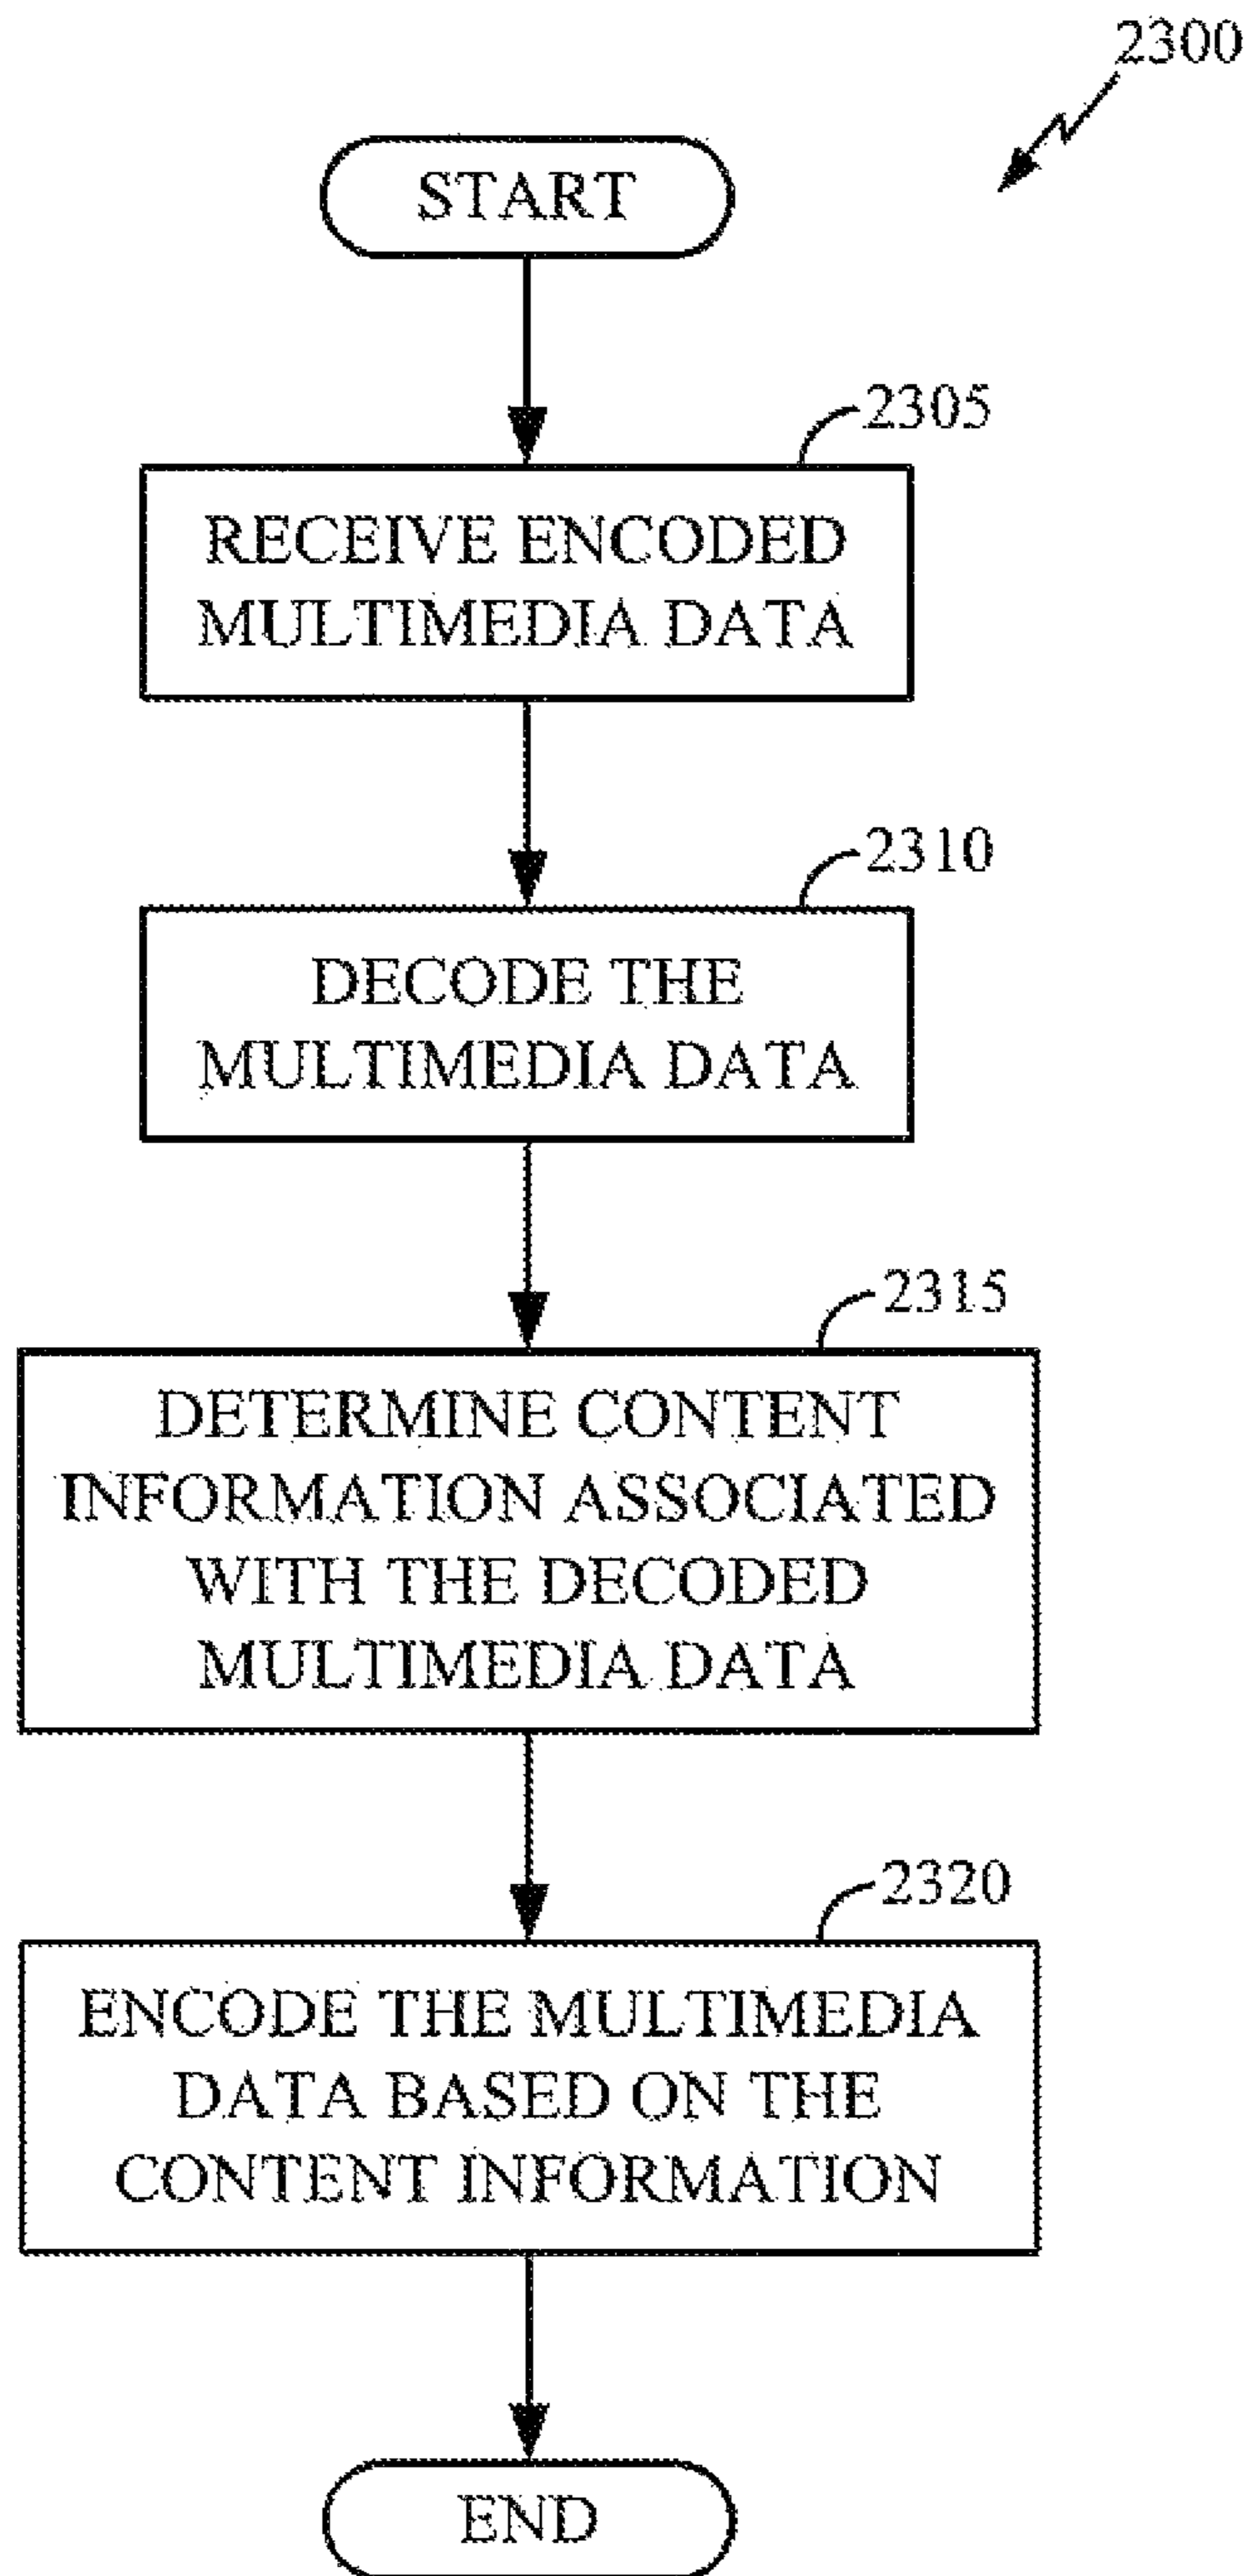 2300
START
2305
RECEIVE ENCODED
MULTIMEDIA DATA
2310
DECODE THE
MULTIMEDIA DATA
2315
DETERMINE CONTENT
INFORMATION ASSOCIATED
WITH THE DECODED
MULTIMEDIA DATA
2320
ENCODE THE MULTIMEDIA
DATA BASED ON THE
CONTENT INFORMATION
END